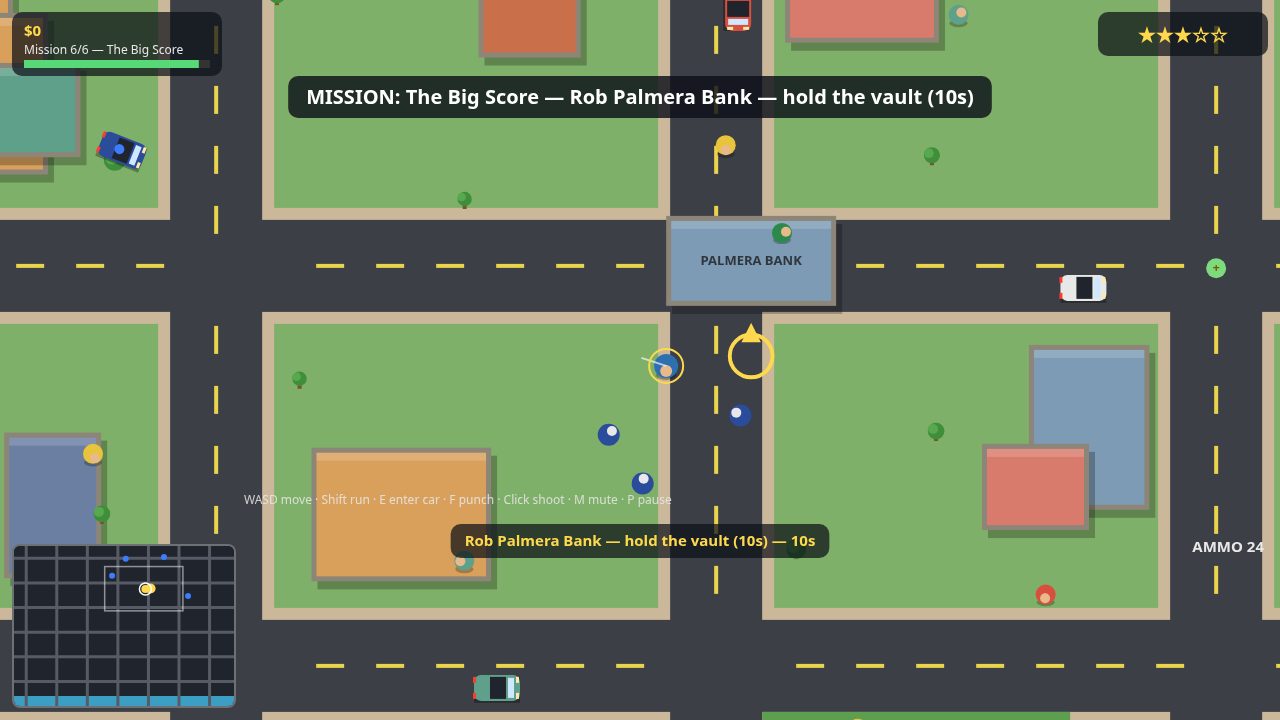 $0
Mission 6/6 — The Big Score
★★★☆☆
MISSION: The Big Score — Rob Palmera Bank — hold the vault (10s)
PALMERA BANK
+
WASD move · Shift run · E enter car · F punch · Click shoot · M mute · P pause
Rob Palmera Bank — hold the vault (10s) — 10s
AMMO 24